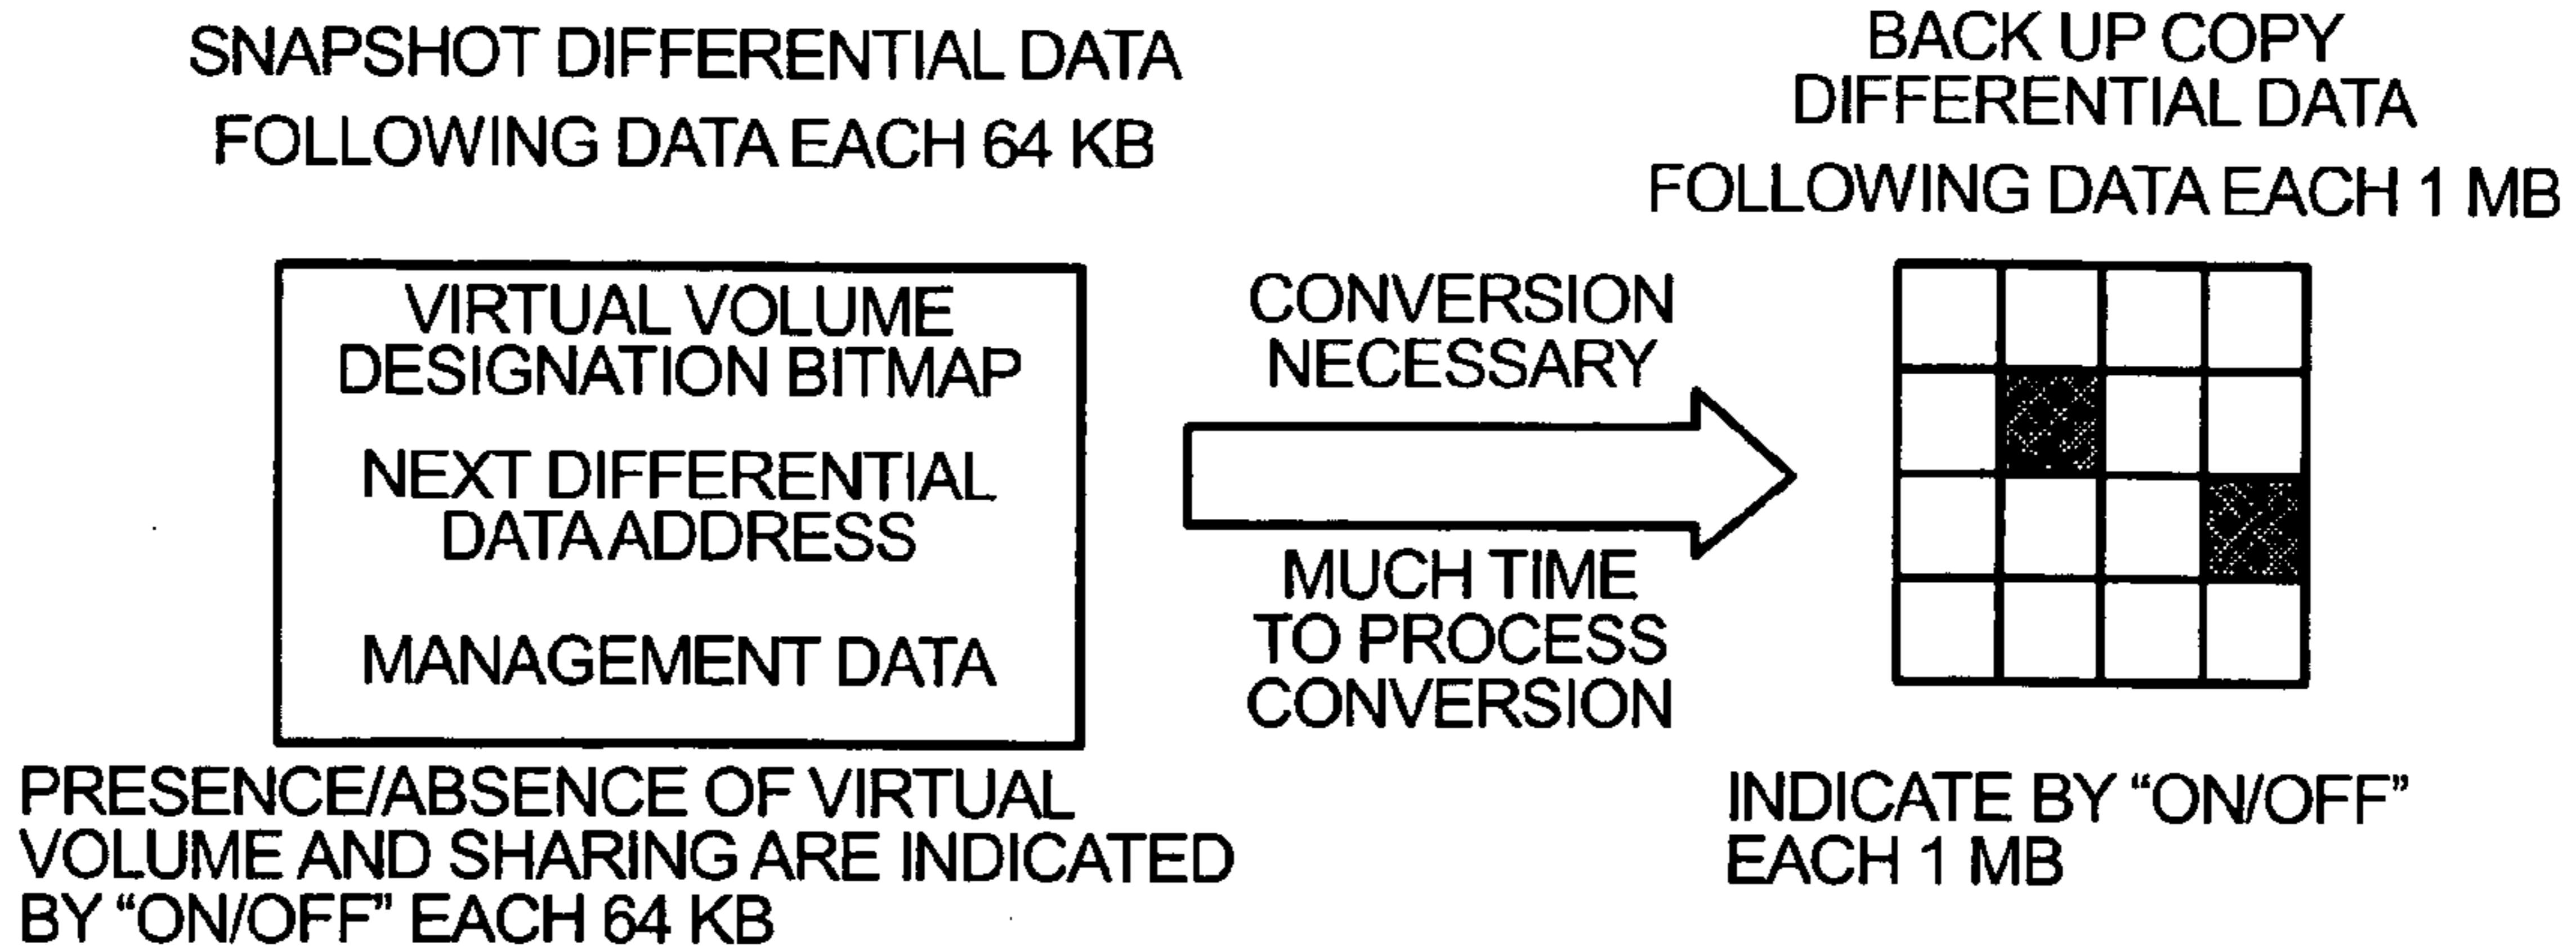 SNAPSHOT DIFFERENTIAL DATA
FOLLOWING DATA EACH 64 KB
VIRTUAL VOLUME
DESIGNATION BITMAP
NEXT DIFFERENTIAL
DATA ADDRESS
MANAGEMENT DATA
PRESENCE/ABSENCE OF VIRTUAL
VOLUME AND SHARING ARE INDICATED
BY “ON/OFF” EACH 64 KB
CONVERSION
NECESSARY
MUCH TIME
TO PROCESS
CONVERSION
BACK UP COPY
DIFFERENTIAL DATA
FOLLOWING DATA EACH 1 MB
INDICATE BY “ON/OFF”
EACH 1 MB